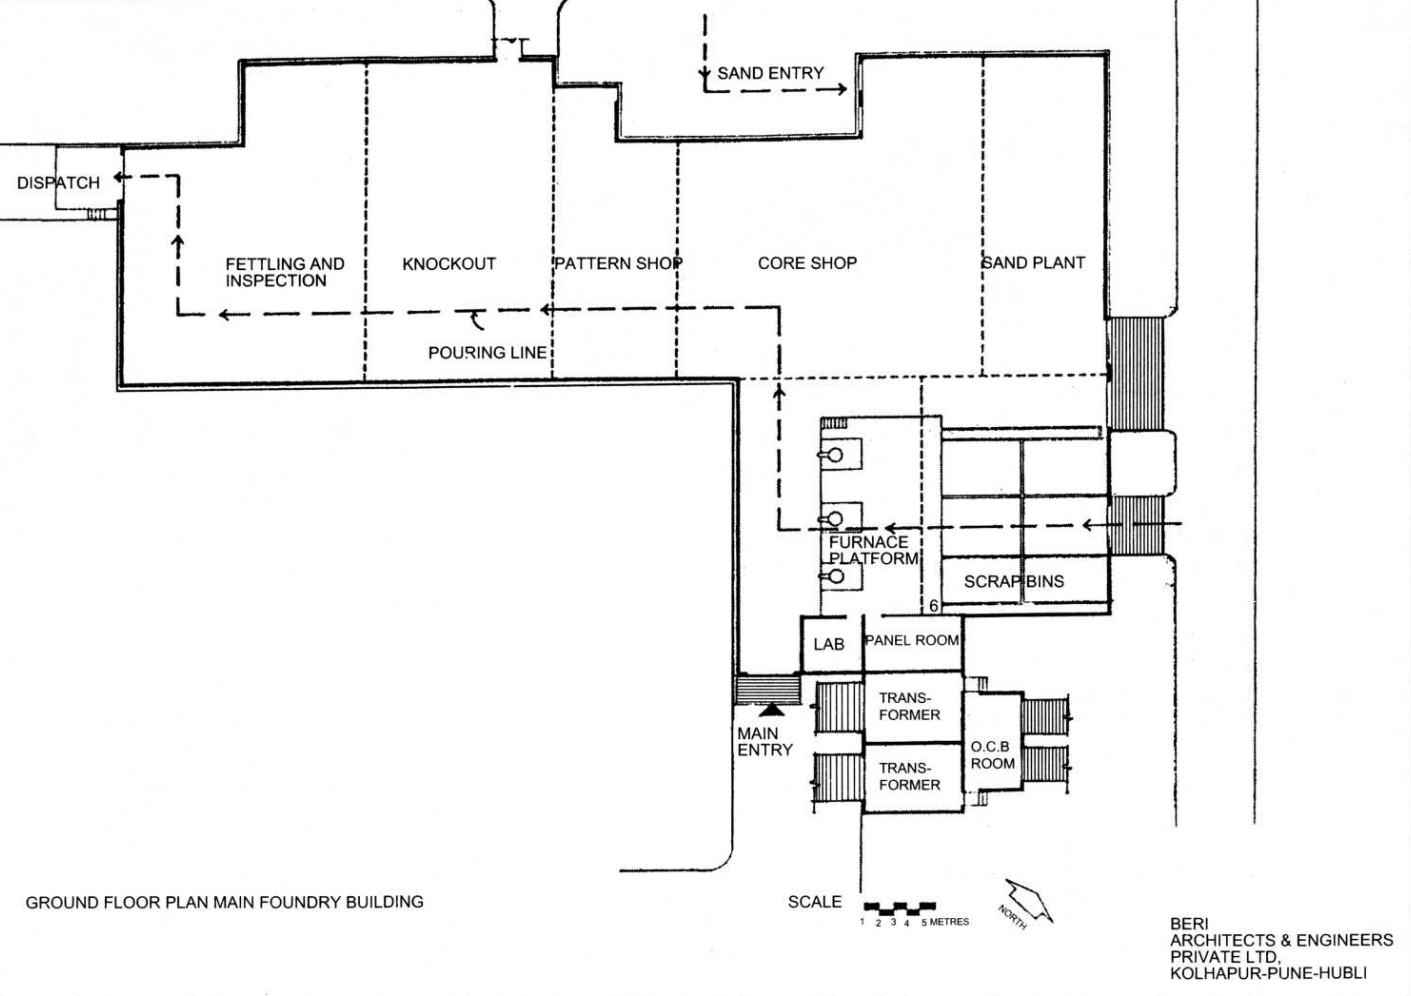 SAND ENTRY
DISPATCH
FETTLING AND
INSPECTION
KNOCKOUT
PATTERN SHOP
CORE SHOP
SAND PLANT
POURING LINE
FURNACE
PLATFORM
SCRAP BINS
6
LAB
PANEL ROOM
TRANS-
FORMER
MAIN
ENTRY
O.C.B
ROOM
TRANS-
FORMER
GROUND FLOOR PLAN MAIN FOUNDRY BUILDING
SCALE
1 2 3 4 5 METRES
NORTH
BERI
ARCHITECTS & ENGINEERS
PRIVATE LTD,
KOLHAPUR-PUNE-HUBLI